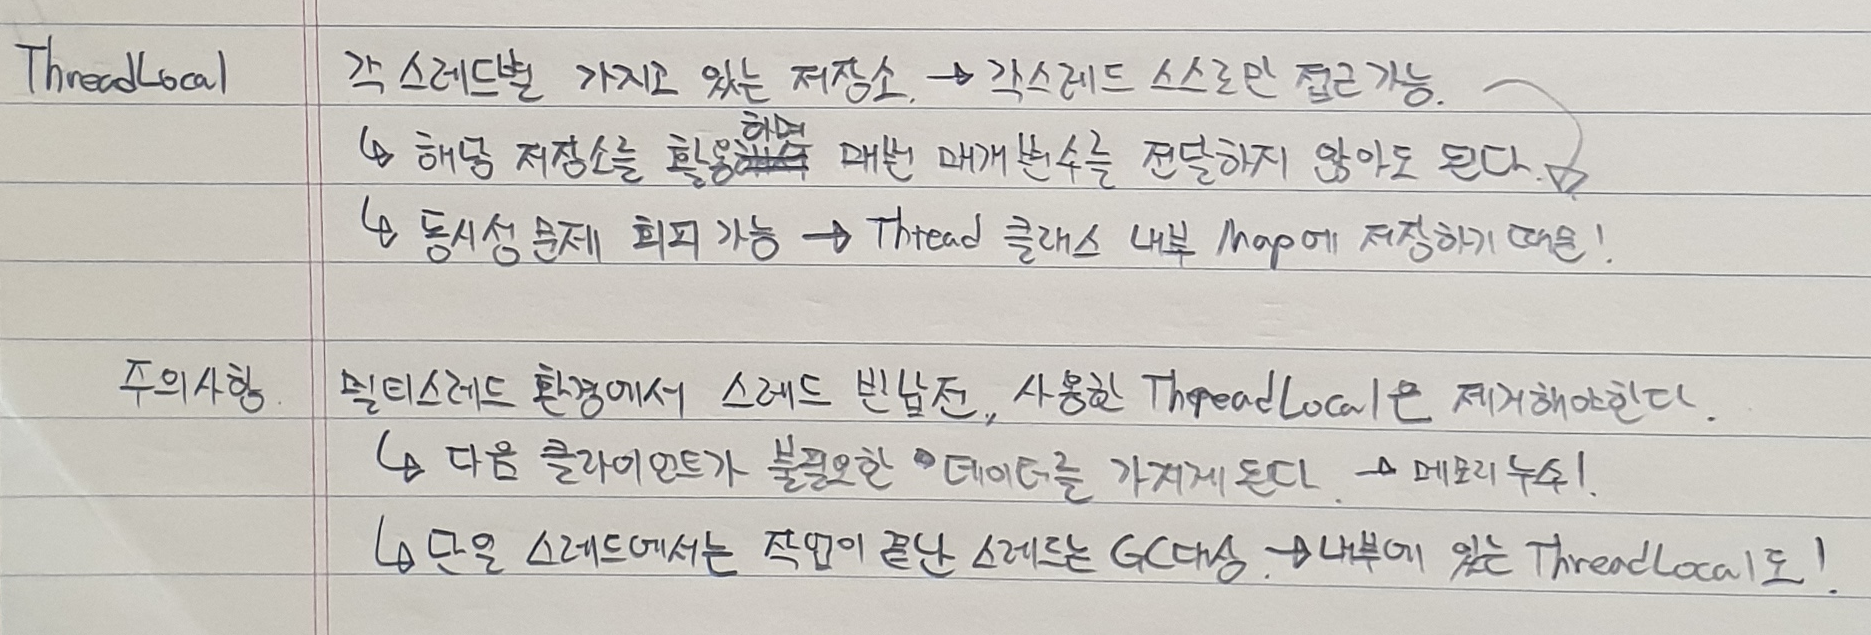 ThreadLocal 각 스레드별 가지고 있는 저장소. → 각스레드 스스로만 접근가능.
↳ 해당 저장소를 활용하며 매번 매개변수를 전달하지 않아도 된다.
↳ 동시성 문제 회피 가능 → Thread 클래스 내부 Map에 저장하기 때문!
주의사항. 멀티스레드 환경에서 스레드 반납전, 사용한 ThreadLocal은 제거해야한다.
↳ 다음 클라이언트가 불필요한 데이터를 가지게 된다. → 메모리 누수!.
↳ 단일 스레드에서는 작업이 끝난 스레드는 GC대상. → 내부에 있는 ThreadLocal도!